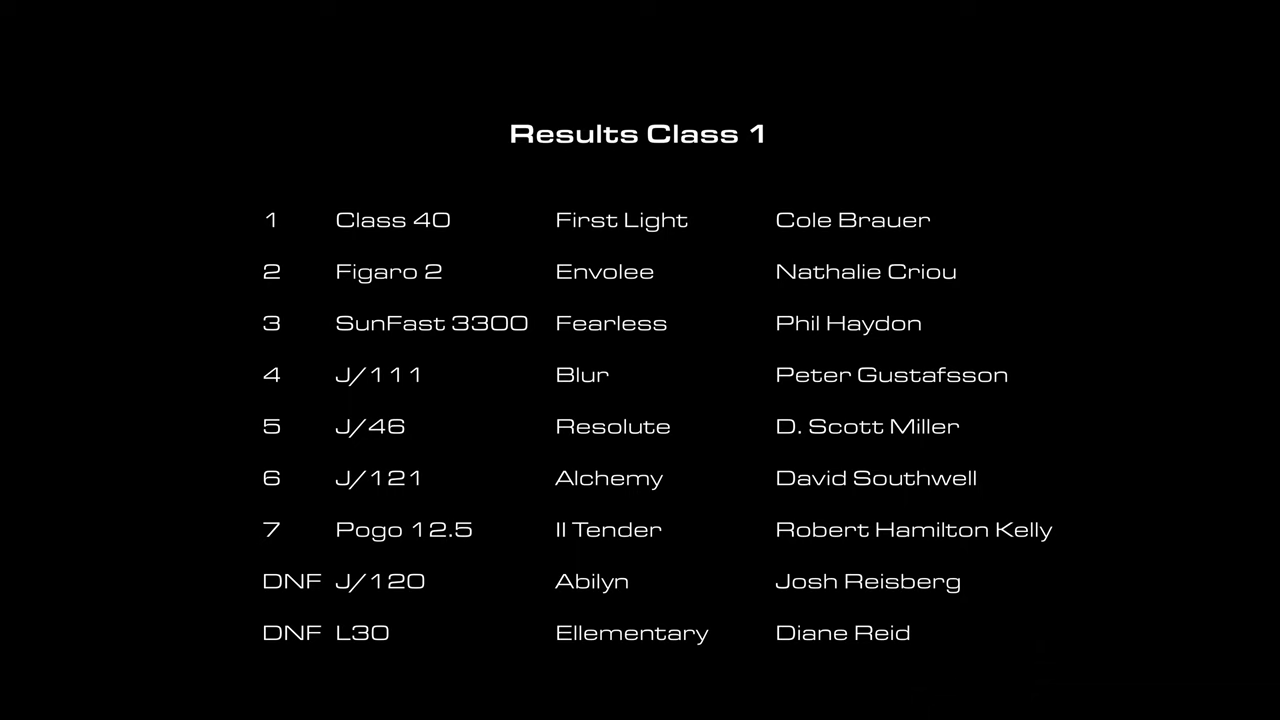 Results Class 1
1 Class 40 First Light Cole Brauer
2 Figaro 2 Envolee Nathalie Criou
3 SunFast 3300 Fearless Phil Haydon
4 J/111 Blur Peter Gustafsson
5 J/46 Resolute D. Scott Miller
6 J/121 Alchemy David Southwell
7 Pogo 12.5 II Tender Robert Hamilton Kelly
DNF J/120 Abilyn Josh Reisberg
DNF L30 Ellementary Diane Reid